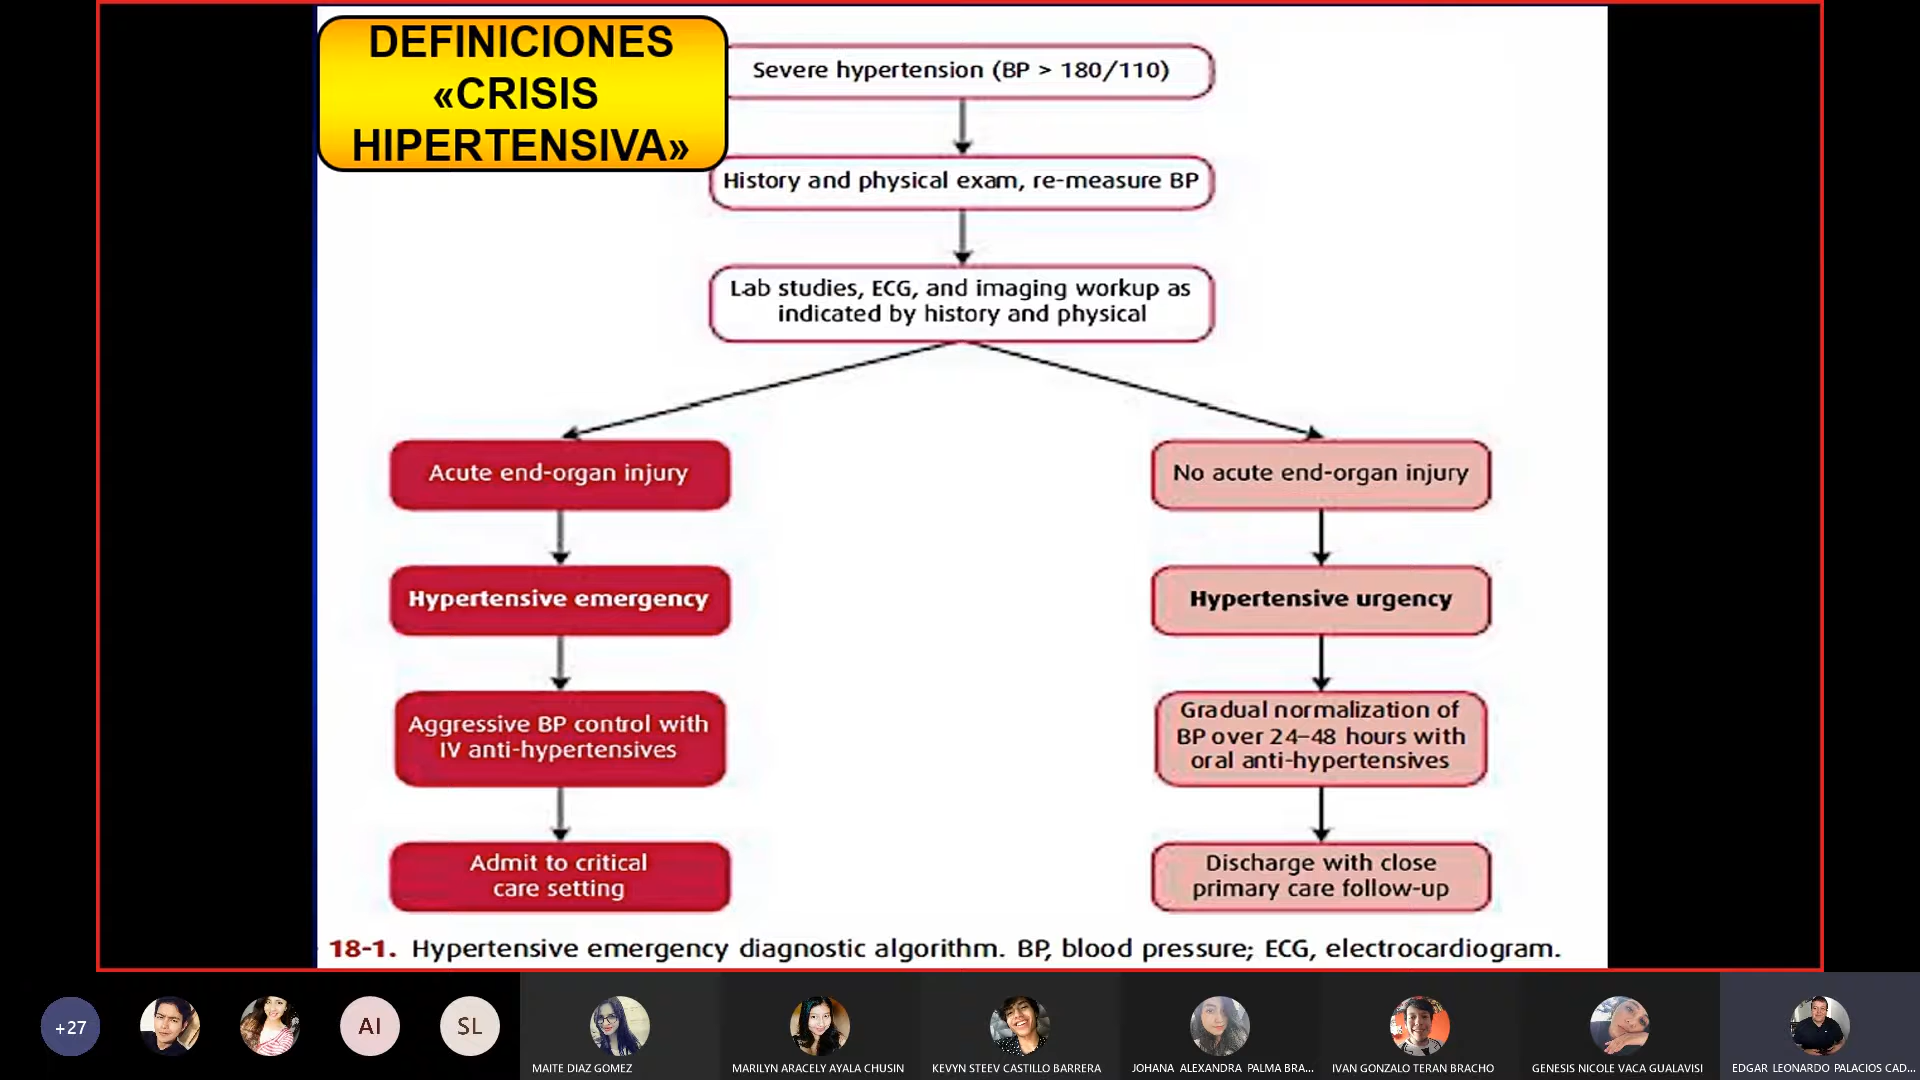 DEFINICIONES
«CRISIS
HIPERTENSIVA»
Severe hypertension (BP > 180/110)
History and physical exam, re-measure BP
Lab studies, ECG, and imaging workup as
indicated by history and physical
Acute end-organ injury
No acute end-organ injury
Hypertensive emergency
Hypertensive urgency
Aggressive BP control with
IV anti-hypertensives
Gradual normalization of
BP over 24–48 hours with
oral anti-hypertensives
Admit to critical
care setting
Discharge with close
primary care follow-up
18-1. Hypertensive emergency diagnostic algorithm. BP, blood pressure; ECG, electrocardiogram.
+27
AI
SL
MAITE DIAZ GOMEZ
MARILYN ARACELY AYALA CHUSIN
KEVYN STEEV CASTILLO BARRERA
JOHANA ALEXANDRA PALMA BRA...
IVAN GONZALO TERAN BRACHO
GENESIS NICOLE VACA GUALAVISI
EDGAR LEONARDO PALACIOS CAD...